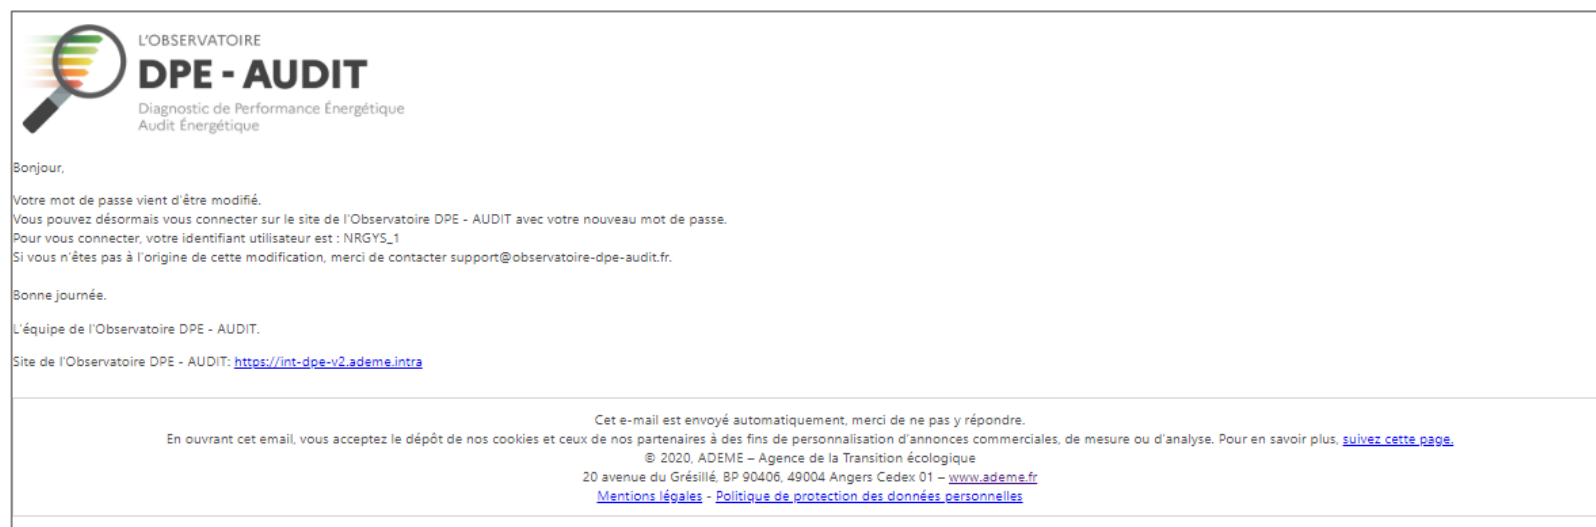 L'OBSERVATOIRE
DPE - AUDIT
Diagnostic de Performance Énergétique
Audit Énergétique
Bonjour,
Votre mot de passe vient d'être modifié.
Vous pouvez désormais vous connecter sur le site de l'Observatoire DPE - AUDIT avec votre nouveau mot de passe.
Pour vous connecter, votre identifiant utilisateur est : NRGYS_1
Si vous n'êtes pas à l'origine de cette modification, merci de contacter support@observatoire-dpe-audit.fr.
Bonne journée.
L'équipe de l'Observatoire DPE - AUDIT.
Site de l'Observatoire DPE - AUDIT: https://int-dpe-v2.ademe.intra
Cet e-mail est envoyé automatiquement, merci de ne pas y répondre.
En ouvrant cet email, vous acceptez le dépôt de nos cookies et ceux de nos partenaires à des fins de personnalisation d'annonces commerciales, de mesure ou d'analyse. Pour en savoir plus, suivez cette page.
© 2020, ADEME – Agence de la Transition écologique
20 avenue du Grésillé, BP 90406, 49004 Angers Cedex 01 – www.ademe.fr
Mentions légales - Politique de protection des données personnelles